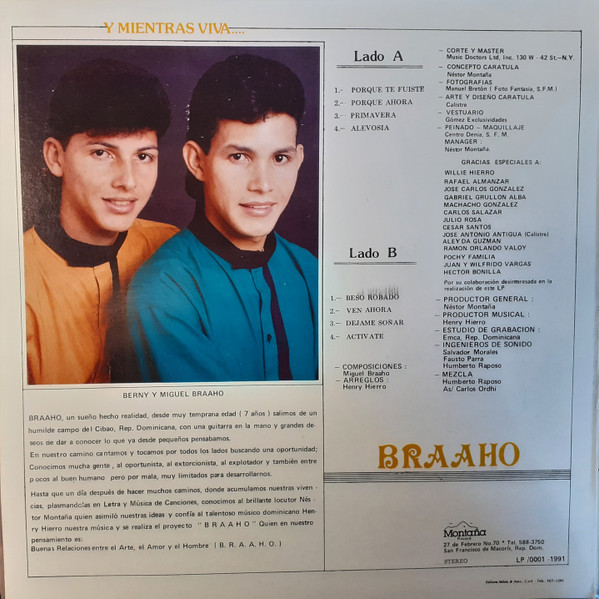 Y MIENTRAS VIVA....
BERNY Y MIGUEL BRAAHO
BRAAHO, un sueño hecho realidad, desde muy temprana edad ( 7 años ) salimos de un
humilde campo del Cibao, Rep. Dominicana, con una guitarra en la mano y grandes de-
seos de dar a conocer lo que ya desde pequeños pensabamos.
En nuestro camino cantamos y tocamos por todos los lados buscando una oportunidad;
Conocimos mucha gente , al oportunista, al extorcionista, al explotador y también entre
pocos al buen humano pero por mala, muy limitados para desarrollarnos.
Hasta que un día después de hacer muchos caminos, donde acumulamos nuestras viven-
cias, plasmandolas en Letra y Música de Canciones, conocimos al brillante locutor Nés-
tor Montaña quien asimiló nuestras ideas y confío al talentoso músico dominicano Hen-
ry Hierro nuestra música y se realiza el proyecto " B R A A H O " Quien en nuestro
pensamiento es:
Buenas Relaciones entre el Arte, el Amor y el Hombre ( B. R. A. A. H. O. )
Lado A
1.- PORQUE TE FUISTE
2.- PORQUE AHORA
3.- PRIMAVERA
4.- ALEVOSIA
Lado B
1.- BESO ROBADO
2.- VEN AHORA
3.- DEJAME SOÑAR
4.- ACTIVATE
- COMPOSICIONES :
Miguel Braaho
- ARREGLOS :
Henry Hierro
- CORTE Y MASTER
Music Doctors Ltd, Inc. 130 W - 42 St.-N.Y.
- CONCEPTO CARATULA
Néstor Montaña
- FOTOGRAFIAS
Manuel Bretón ( Foto Fantasía, S.F.M.)
- ARTE Y DISEÑO CARATULA
Calistre
- VESTUARIO
Gómez Exclusividades
- PEINADO - MAQUILLAJE
Centro Denia, S. F. M.
MANAGER :
Néstor Montaña.
GRACIAS ESPECIALES A:
WILLIE HIERRO
RAFAEL ALMANZAR
JOSE CARLOS GONZALEZ
GABRIEL GRULLON ALBA
MACHACHO GONZALEZ
CARLOS SALAZAR
JULIO ROSA
CESAR SANTOS
JOSE ANTONIO ANTIGUA (Calistre)
ALEYDA GUZMAN
RAMON ORLANDO VALOY
POCHY FAMILIA
JUAN Y WILFRIDO VARGAS
HECTOR BONILLA
Por su colaboración desinteresada en la
realización de este LP
- PRODUCTOR GENERAL :
Néstor Montaña
- PRODUCTOR MUSICAL :
Henry Hierro
- ESTUDIO DE GRABACION :
Emca, Rep. Dominicana
- INGENIEROS DE SONIDO
Salvador Morales
Fausto Parra
Humberto Raposo
- MEZCLA
Humberto Raposo
As/ Carlos Ordhi
BRAAHO
Montaña
27 de Febrero No. 70 * Tel. 588-3750
San Francisco de Macorís, Rep. Dom.
STEREO
LP /0001 -1991